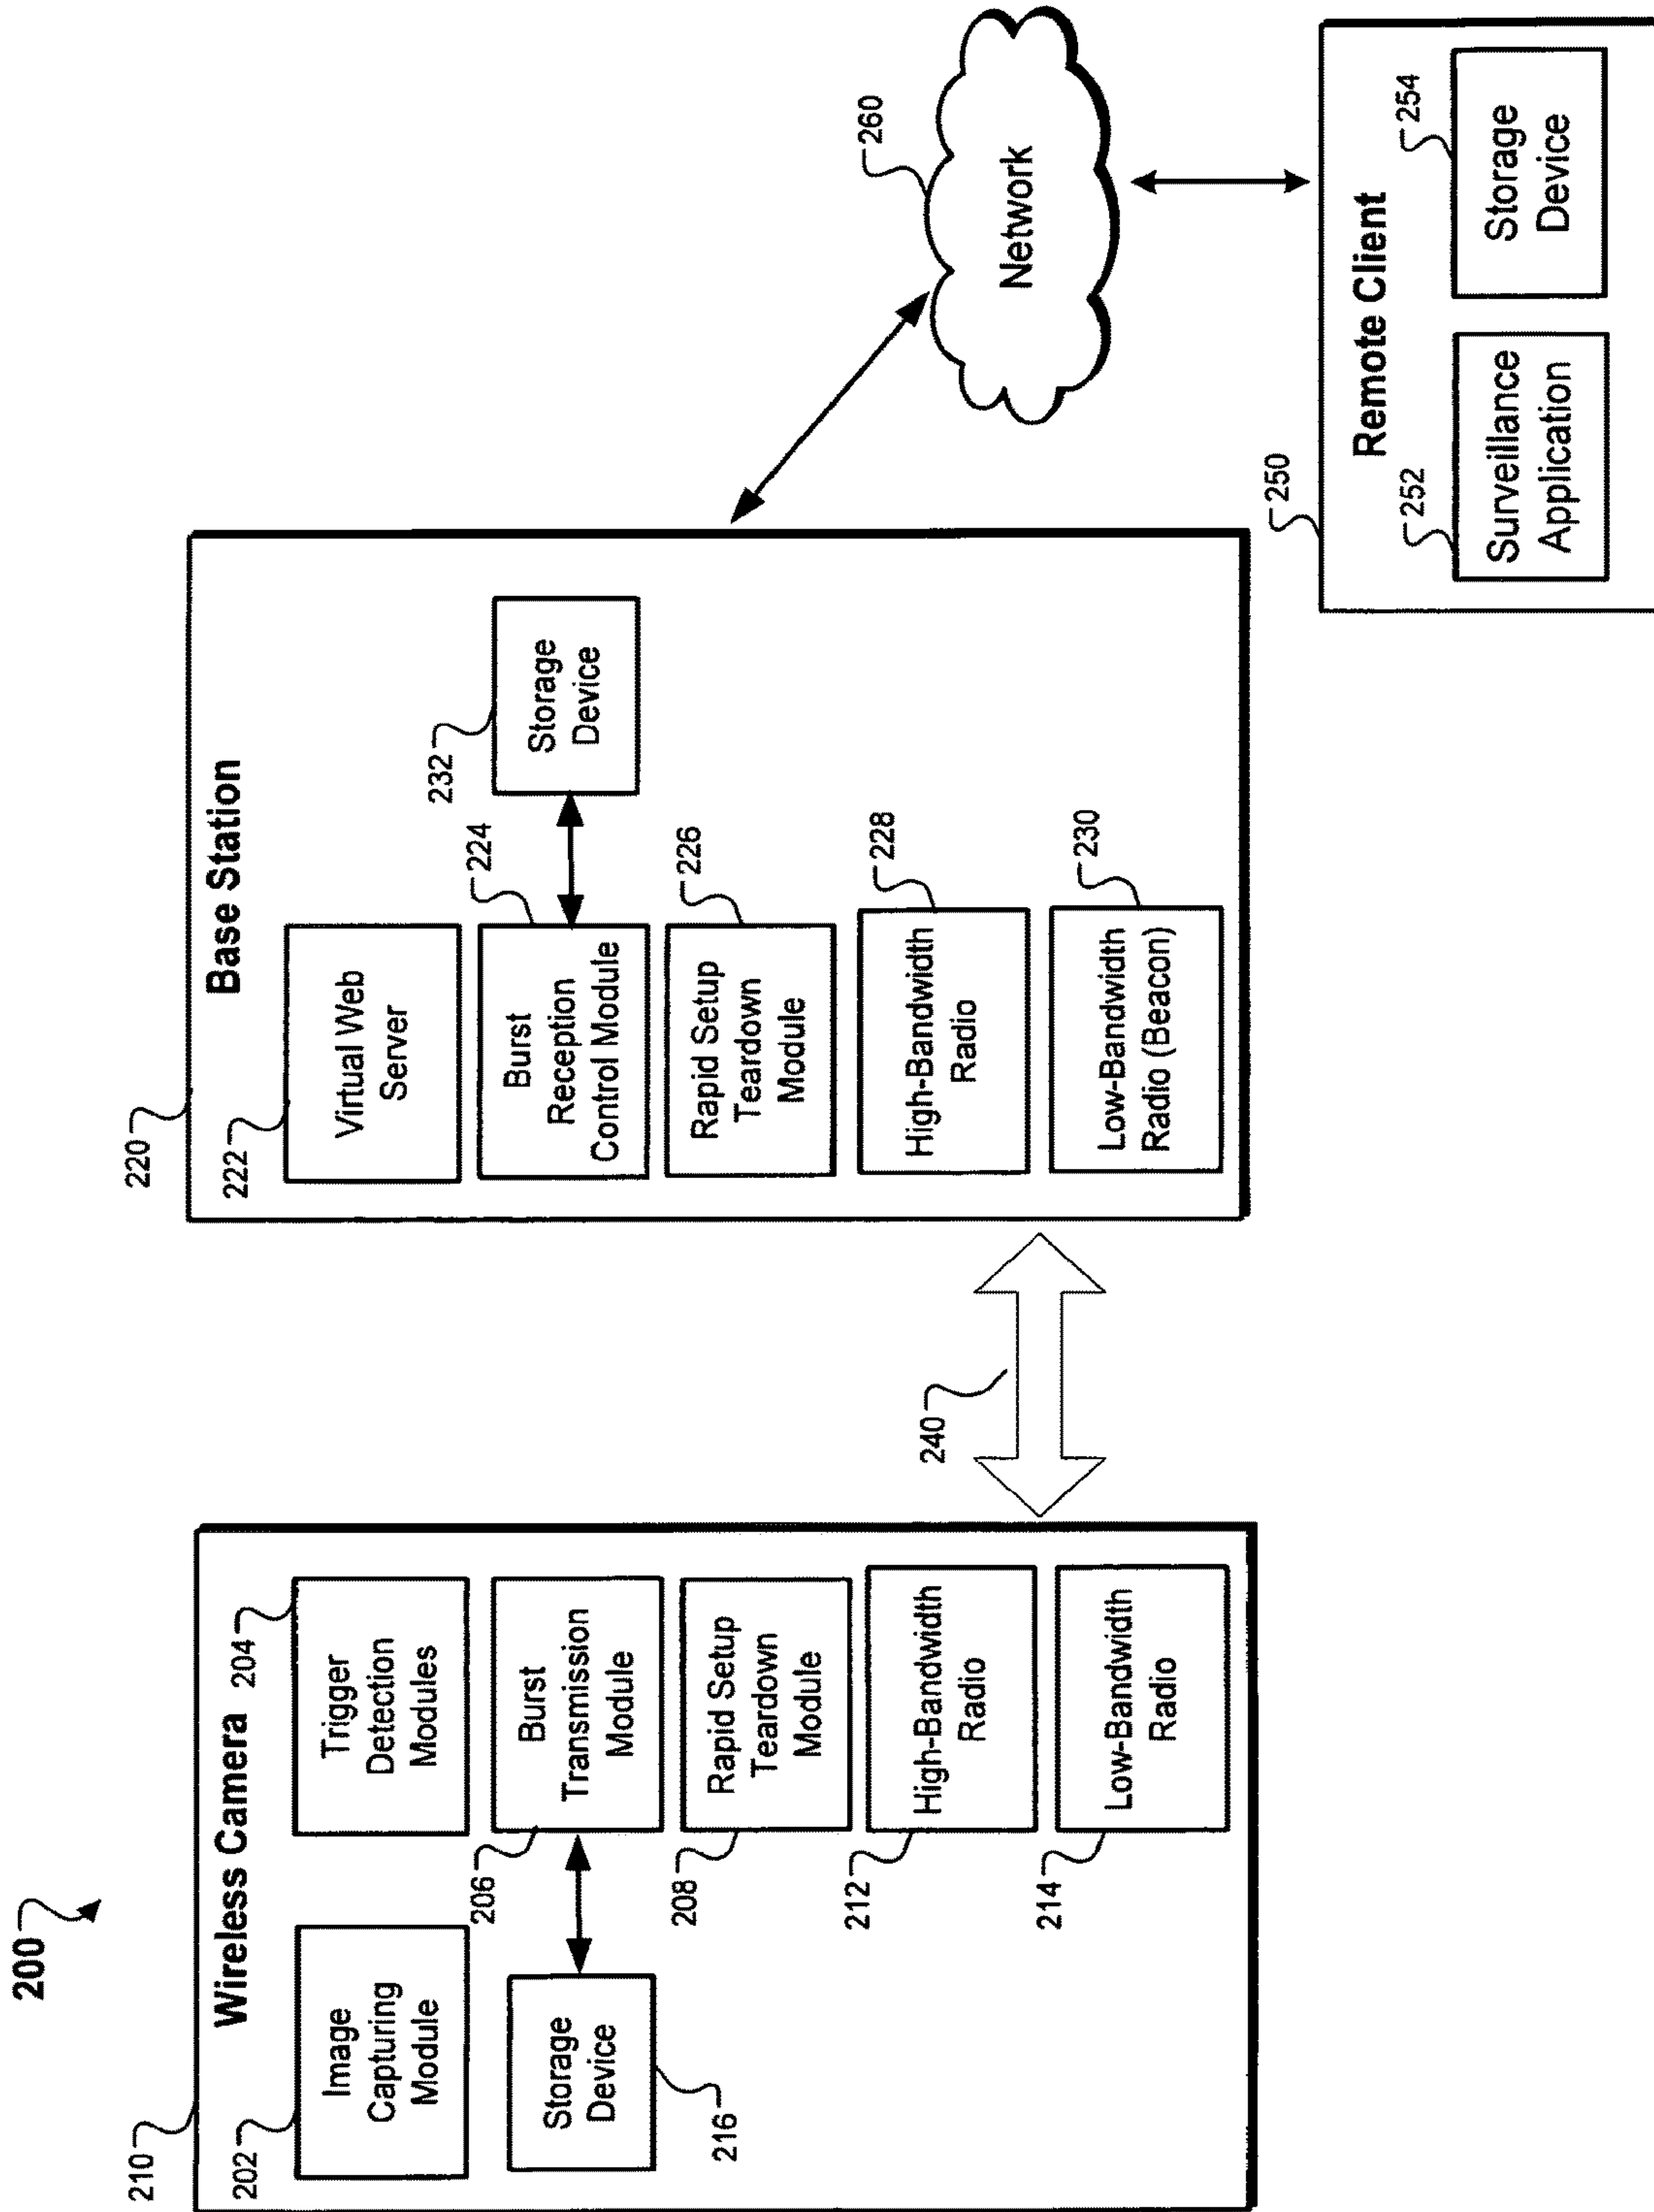 200
210
Wireless Camera
202
Image
Capturing
Module
204
Trigger
Detection
Modules
206
Burst
Transmission
Module
Storage
Device
216
208
Rapid Setup
Teardown
Module
212
High-Bandwidth
Radio
214
Low-Bandwidth
Radio
240
220
Base Station
222
Virtual Web
Server
224
Burst
Reception
Control Module
232
Storage
Device
226
Rapid Setup
Teardown
Module
228
High-Bandwidth
Radio
230
Low-Bandwidth
Radio (Beacon)
260
Network
250
Remote Client
252
Surveillance
Application
254
Storage
Device